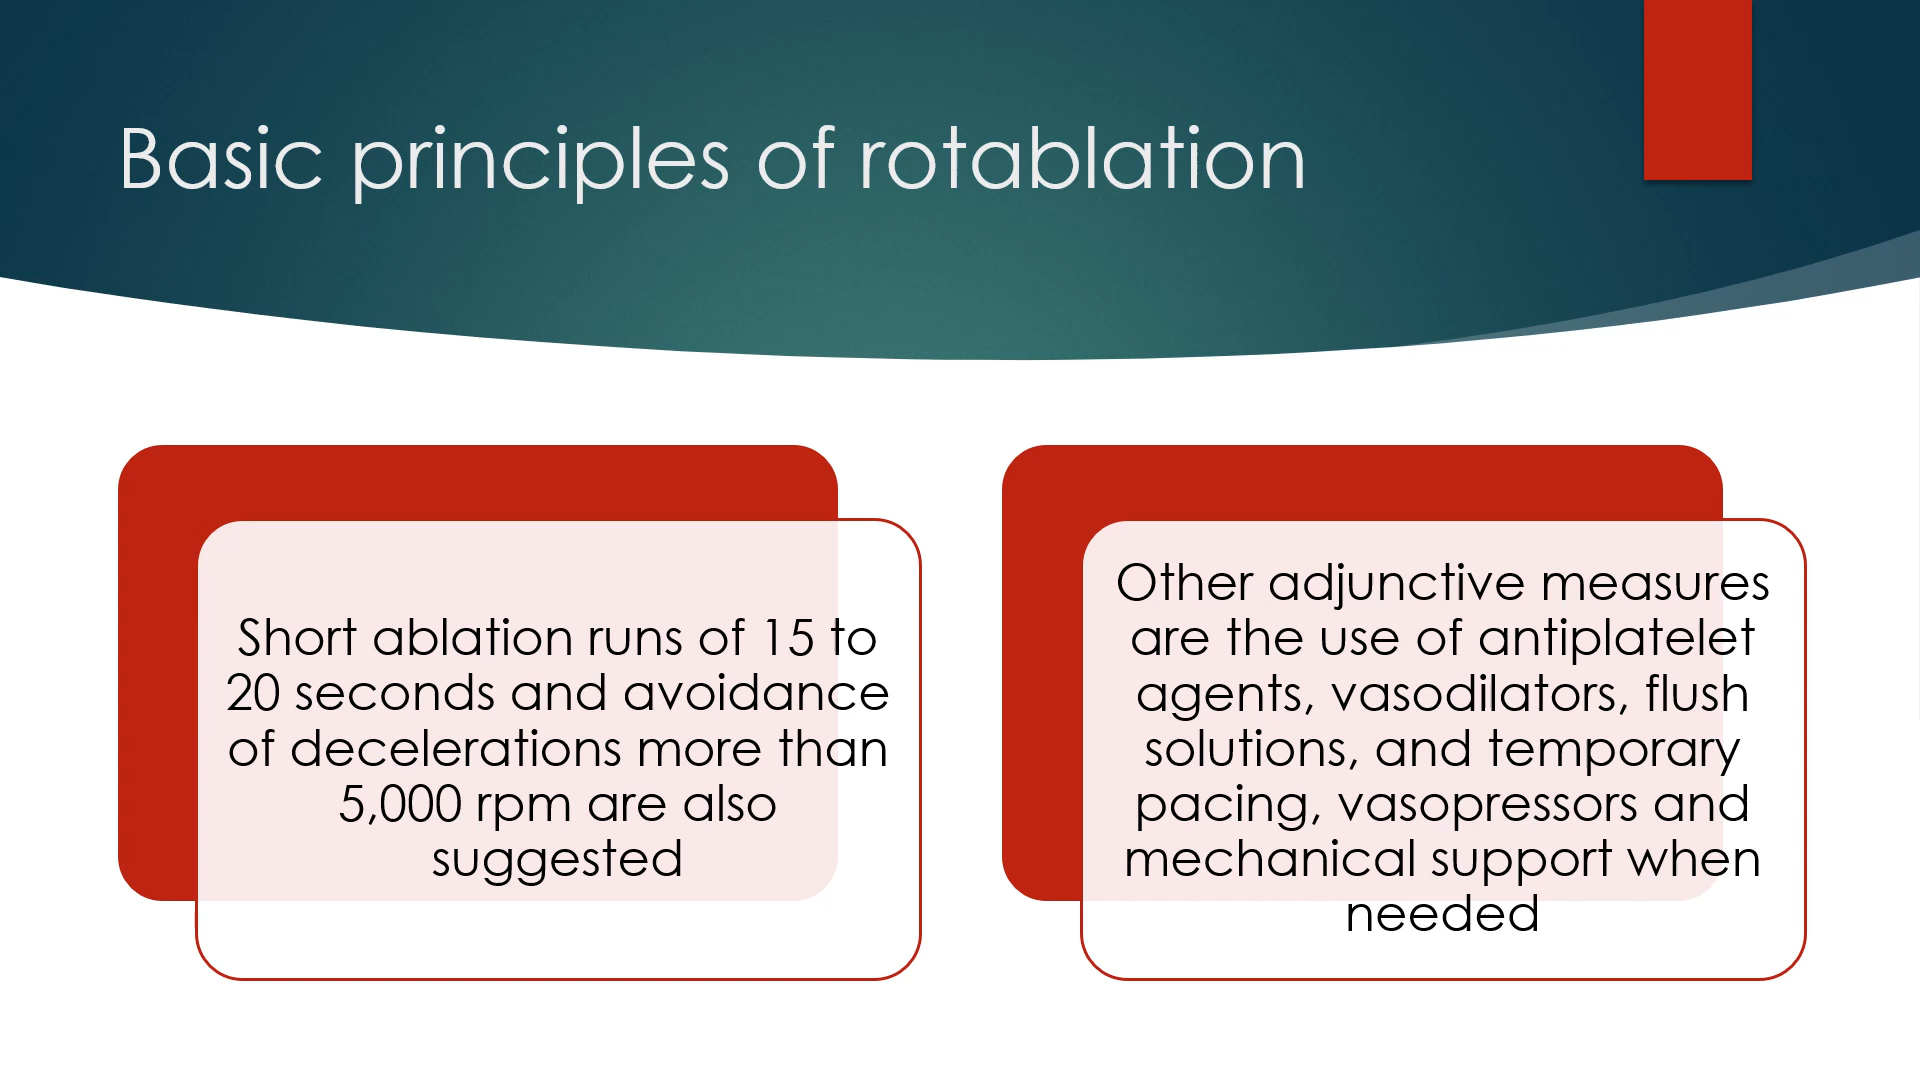 Basic principles of rotablation
Short ablation runs of 15 to
20 seconds and avoidance
of decelerations more than
5,000 rpm are also
suggested
Other adjunctive measures
are the use of antiplatelet
agents, vasodilators, flush
solutions, and temporary
pacing, vasopressors and
mechanical support when
needed